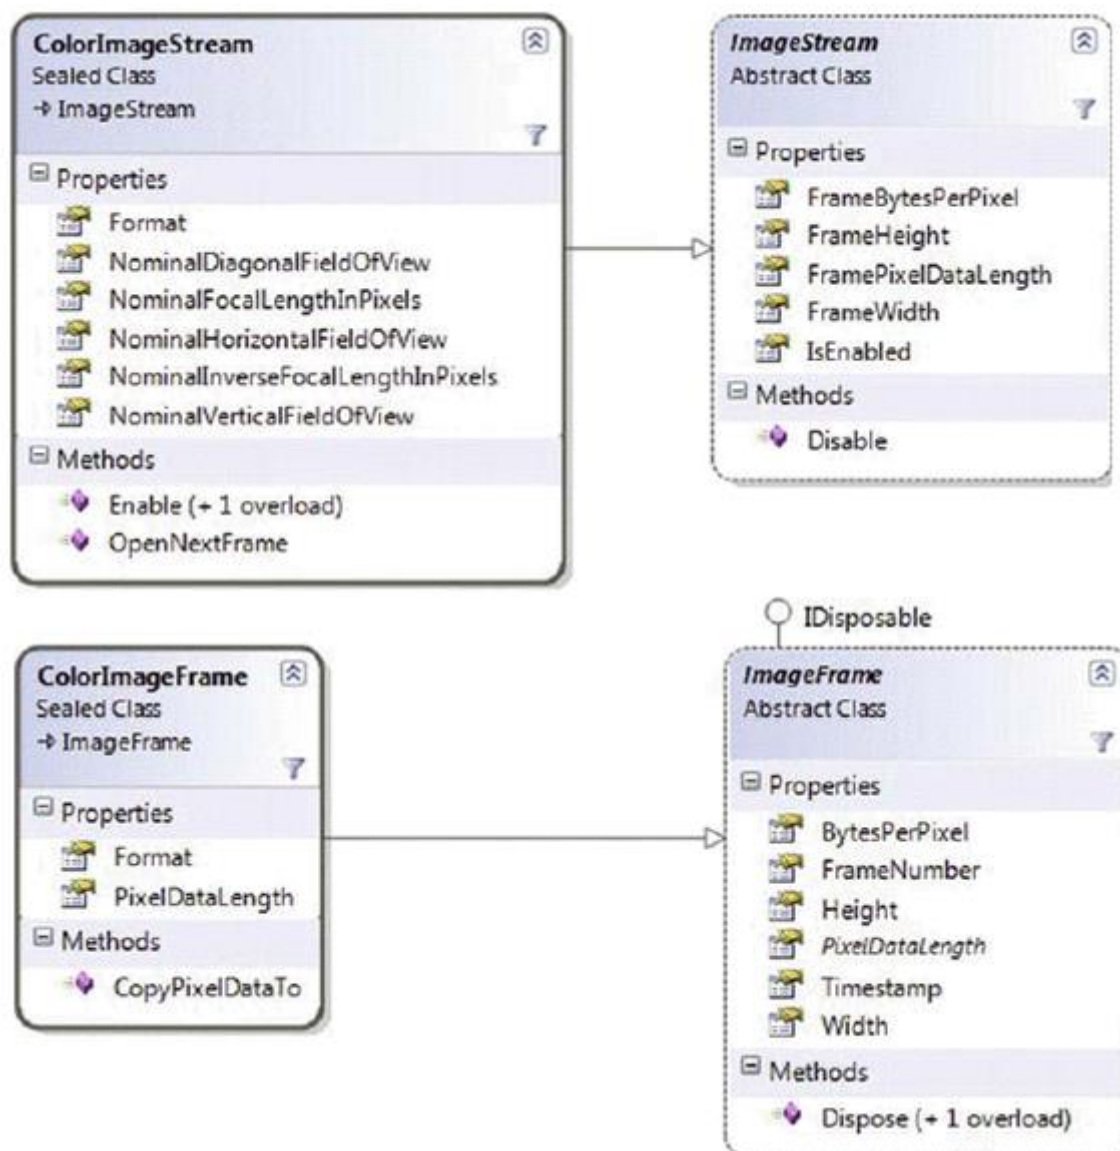 ColorImageStream
Sealed Class
→ ImageStream
Properties
Format
NominalDiagonalFieldOfView
NominalFocalLengthInPixels
NominalHorizontalFieldOfView
NominalInverseFocalLengthInPixels
NominalVerticalFieldOfView
Methods
Enable (+ 1 overload)
OpenNextFrame
ImageStream
Abstract Class
Properties
FrameBytesPerPixel
FrameHeight
FramePixelDataLength
FrameWidth
IsEnabled
Methods
Disable
ColorImageFrame
Sealed Class
→ ImageFrame
Properties
Format
PixelDataLength
Methods
CopyPixelDataTo
IDisposable
ImageFrame
Abstract Class
Properties
BytesPerPixel
FrameNumber
Height
PixelDataLength
Timestamp
Width
Methods
Dispose (+ 1 overload)